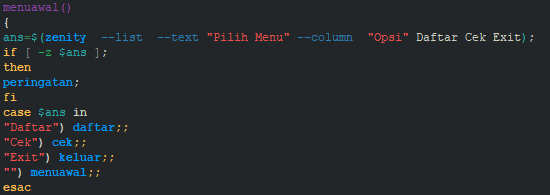 menuawal()
{
ans=$(zenity  --list  --text "Pilih Menu" --column  "Opsi" Daftar Cek Exit);
if [ -z $ans ];
then
peringatan;
fi
case $ans in
"Daftar") daftar;;
"Cek") cek;;
"Exit") keluar;;
"") menuawal;;
esac